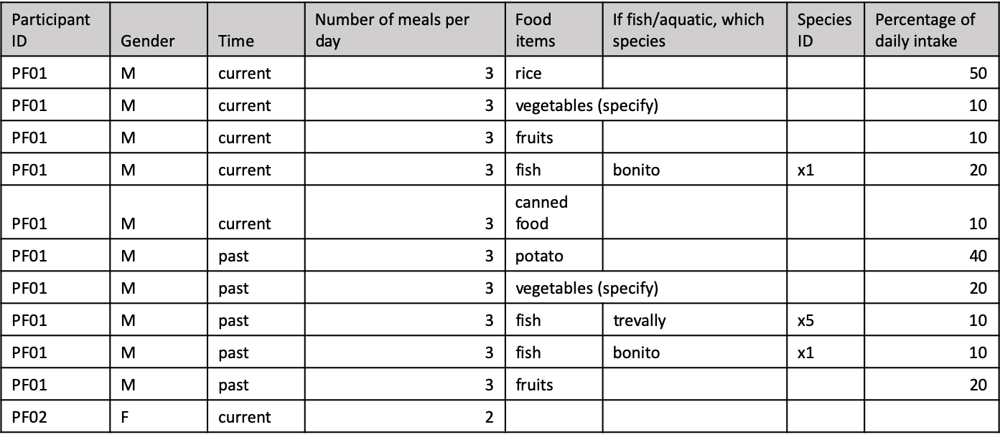 Participant ID Gender Time Number of meals per day Food items If fish/aquatic, which species Species ID Percentage of daily intake
PF01 M current 3 rice 50
PF01 M current 3 vegetables (specify) 10
PF01 M current 3 fruits 10
PF01 M current 3 fish bonito x1 20
PF01 M current 3 canned food 10
PF01 M past 3 potato 40
PF01 M past 3 vegetables (specify) 20
PF01 M past 3 fish trevally x5 10
PF01 M past 3 fish bonito x1 10
PF01 M past 3 fruits 20
PF02 F current 2